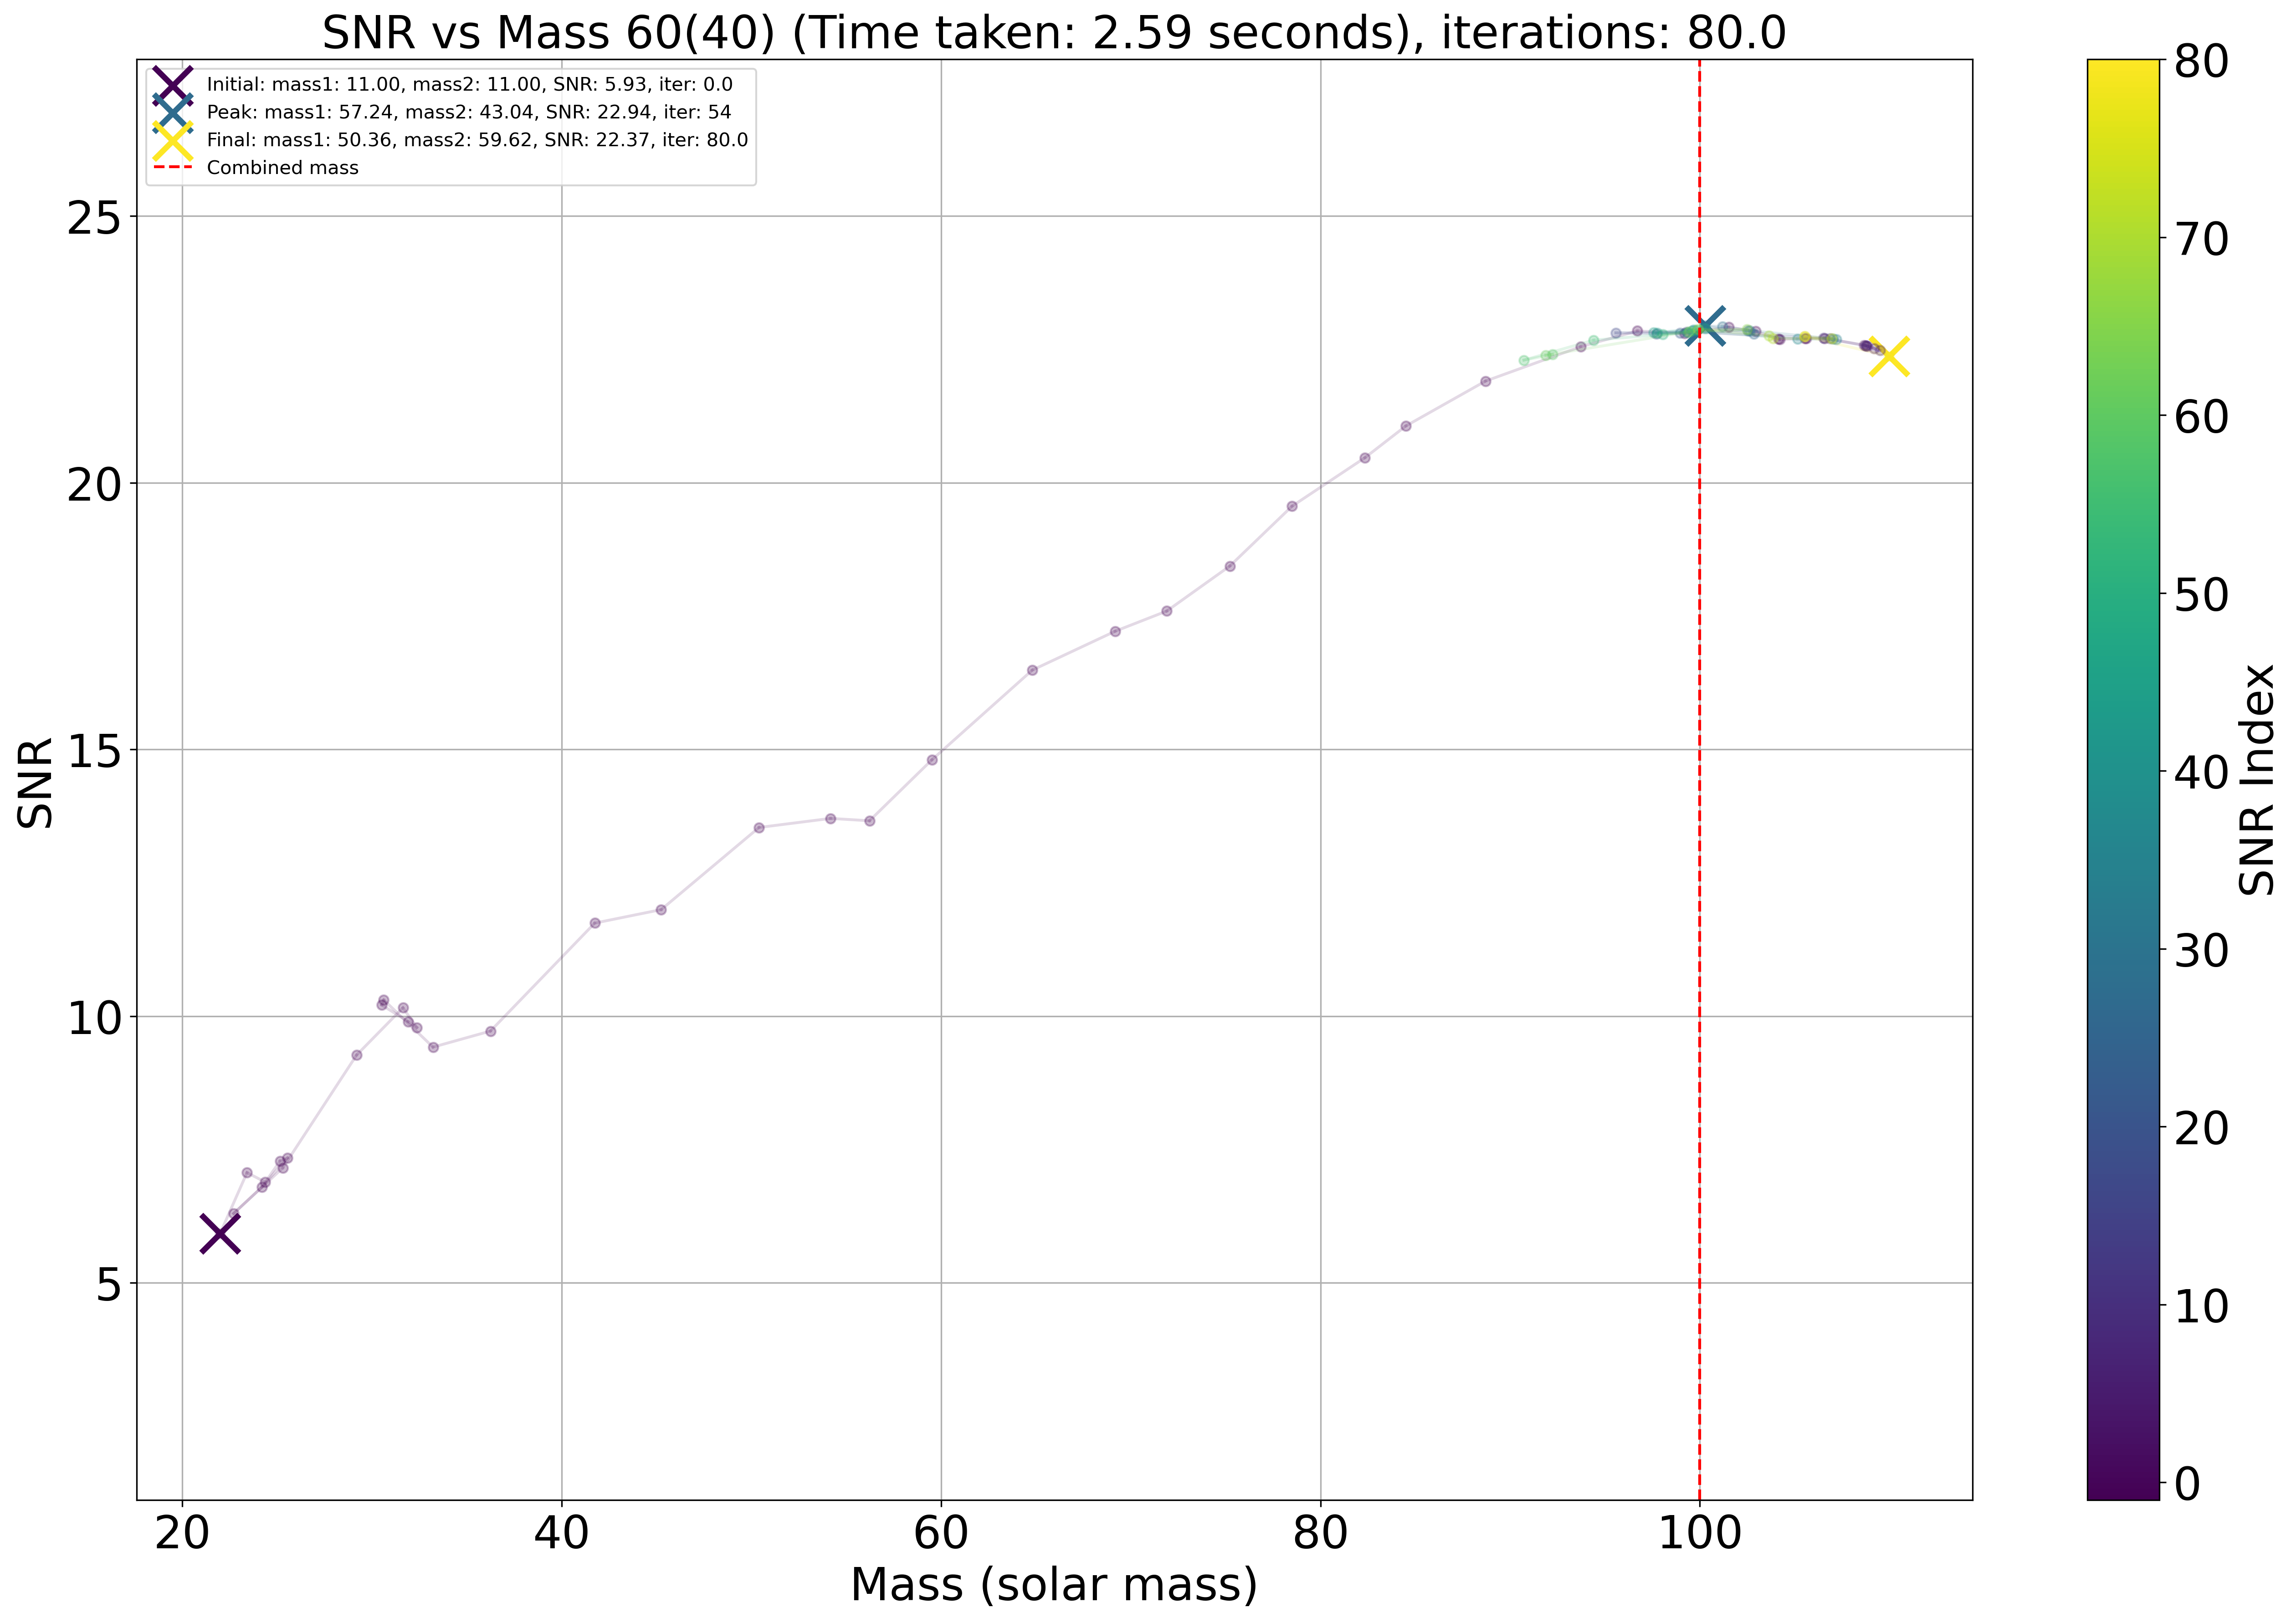 SNR vs Mass 60(40) (Time taken: 2.59 seconds), iterations: 80.0
Initial: mass1: 11.00, mass2: 11.00, SNR: 5.93, iter: 0.0
Peak: mass1: 57.24, mass2: 43.04, SNR: 22.94, iter: 54
Final: mass1: 50.36, mass2: 59.62, SNR: 22.37, iter: 80.0
Combined mass
25
20
15
10
5
SNR
20 40 60 80 100
Mass (solar mass)
80
70
60
50
40
30
20
10
0
SNR Index